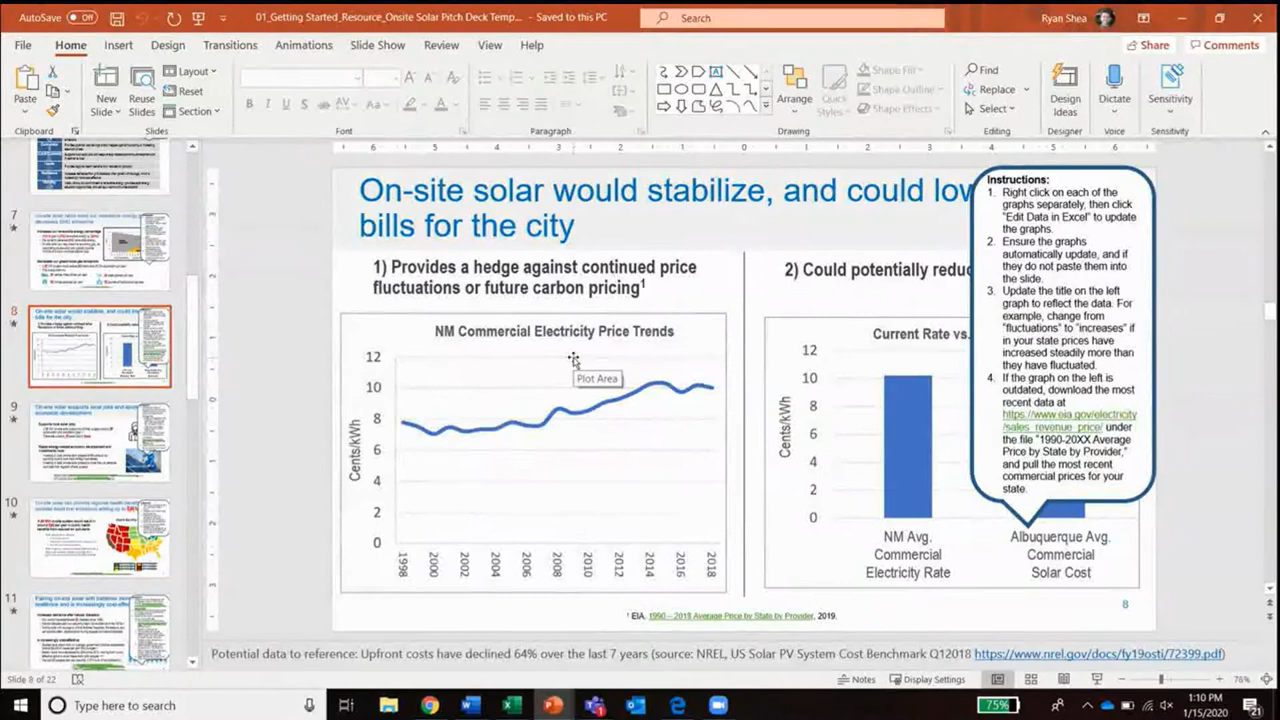 AutoSave Off
01_Getting Started_Resource_Onsite Solar Pitch Deck Temp... - Saved to this PC
Search
Ryan Shea
File Home Insert Design Transitions Animations Slide Show Review View Help
Share
Comments
Paste
New Slide
Reuse Slides
Layout
Reset
Section
Arrange
Quick Styles
Shape Fill
Shape Outline
Shape Effects
Find
Replace
Select
Design Ideas
Dictate
Sensitivity
Clipboard
Slides
Font
Paragraph
Drawing
Editing
Designer
Voice
Sensitivity
7
8
9
10
11
On-site solar would stabilize, and could low
bills for the city
1) Provides a
against continued price
fluctuations or future carbon pricing1
NM Commercial Electricity Price Trends
Cents/kWh
12
10
8
6
4
2
0
1998 2000 2002 2004 2006 2008 2010 2012 2014 2016 2018
Plot Area
2) Could potentially redu
Current Rate vs.
Cents/kWh
12
10
8
6
2
NM Avg.
Commercial
Electricity Rate
Albuquerque Avg.
Commercial
Solar Cost
Instructions:
1. Right click on each of the
graphs separately, then click
"Edit Data in Excel" to update
the graphs.
2. Ensure the graphs
automatically update, and if
they do not paste them into
the slide.
3. Update the title on the left
graph to reflect the data. For
example, change from
"fluctuations" to "increases" if
in your state prices have
increased steadily more than
they have fluctuated.
4. If the graph on the left is
outdated, download the most
recent data at
https://www.eia.gov/electricity
/sales_revenue_price/ under
the file "1990-20XX Average
Price by State by Provider,"
and pull the most recent
commercial prices for your
state.
8
1 EIA, 1990 – 2018 Average Price by State by Provider, 2019.
Potential data to reference: Upfront costs have declined 64% over the last 7 years (source: NREL, US Solar PV System Cost Benchmark Q1 2018 https://www.nrel.gov/docs/fy19osti/72399.pdf)
Slide 8 of 22
Notes
Display Settings
78%
Type here to search
75%
1:10 PM
1/15/2020
21